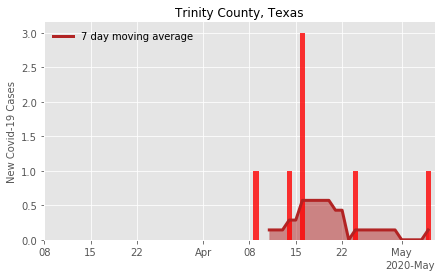 Trinity County, Texas
7 day moving average
New Covid-19 Cases
3.0
2.5
2.0
1.5
1.0
0.5
0.0
08 15 22 Apr 08 15 22 May
2020-May